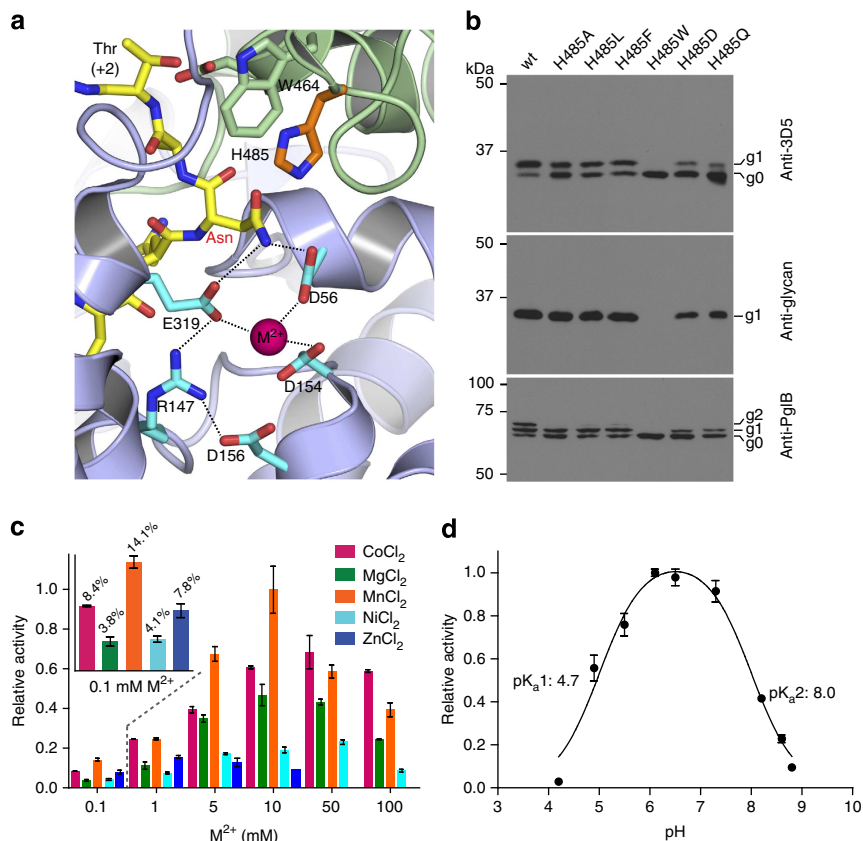 a
Thr
(+2)
W464
H485
Asn
D56
E319
M2+
D154
R147
D156
b
kDa
wt
H485A
H485L
H485F
H485W
H485D
H485Q
50
37
g1
g0
Anti-3D5
50
37
g1
Anti-glycan
100
75
50
g2
g1
g0
Anti-PglB
c
Relative activity
1.0
0.8
0.6
0.4
0.2
0.0
8.4%
3.8%
14.1%
4.1%
7.8%
0.1 mM M2+
CoCl2
MgCl2
MnCl2
NiCl2
ZnCl2
0.1
1
5
10
50
100
M2+ (mM)
d
Relative activity
1.0
0.8
0.6
0.4
0.2
0.0
pKa1: 4.7
pKa2: 8.0
3
4
5
6
7
8
9
10
pH